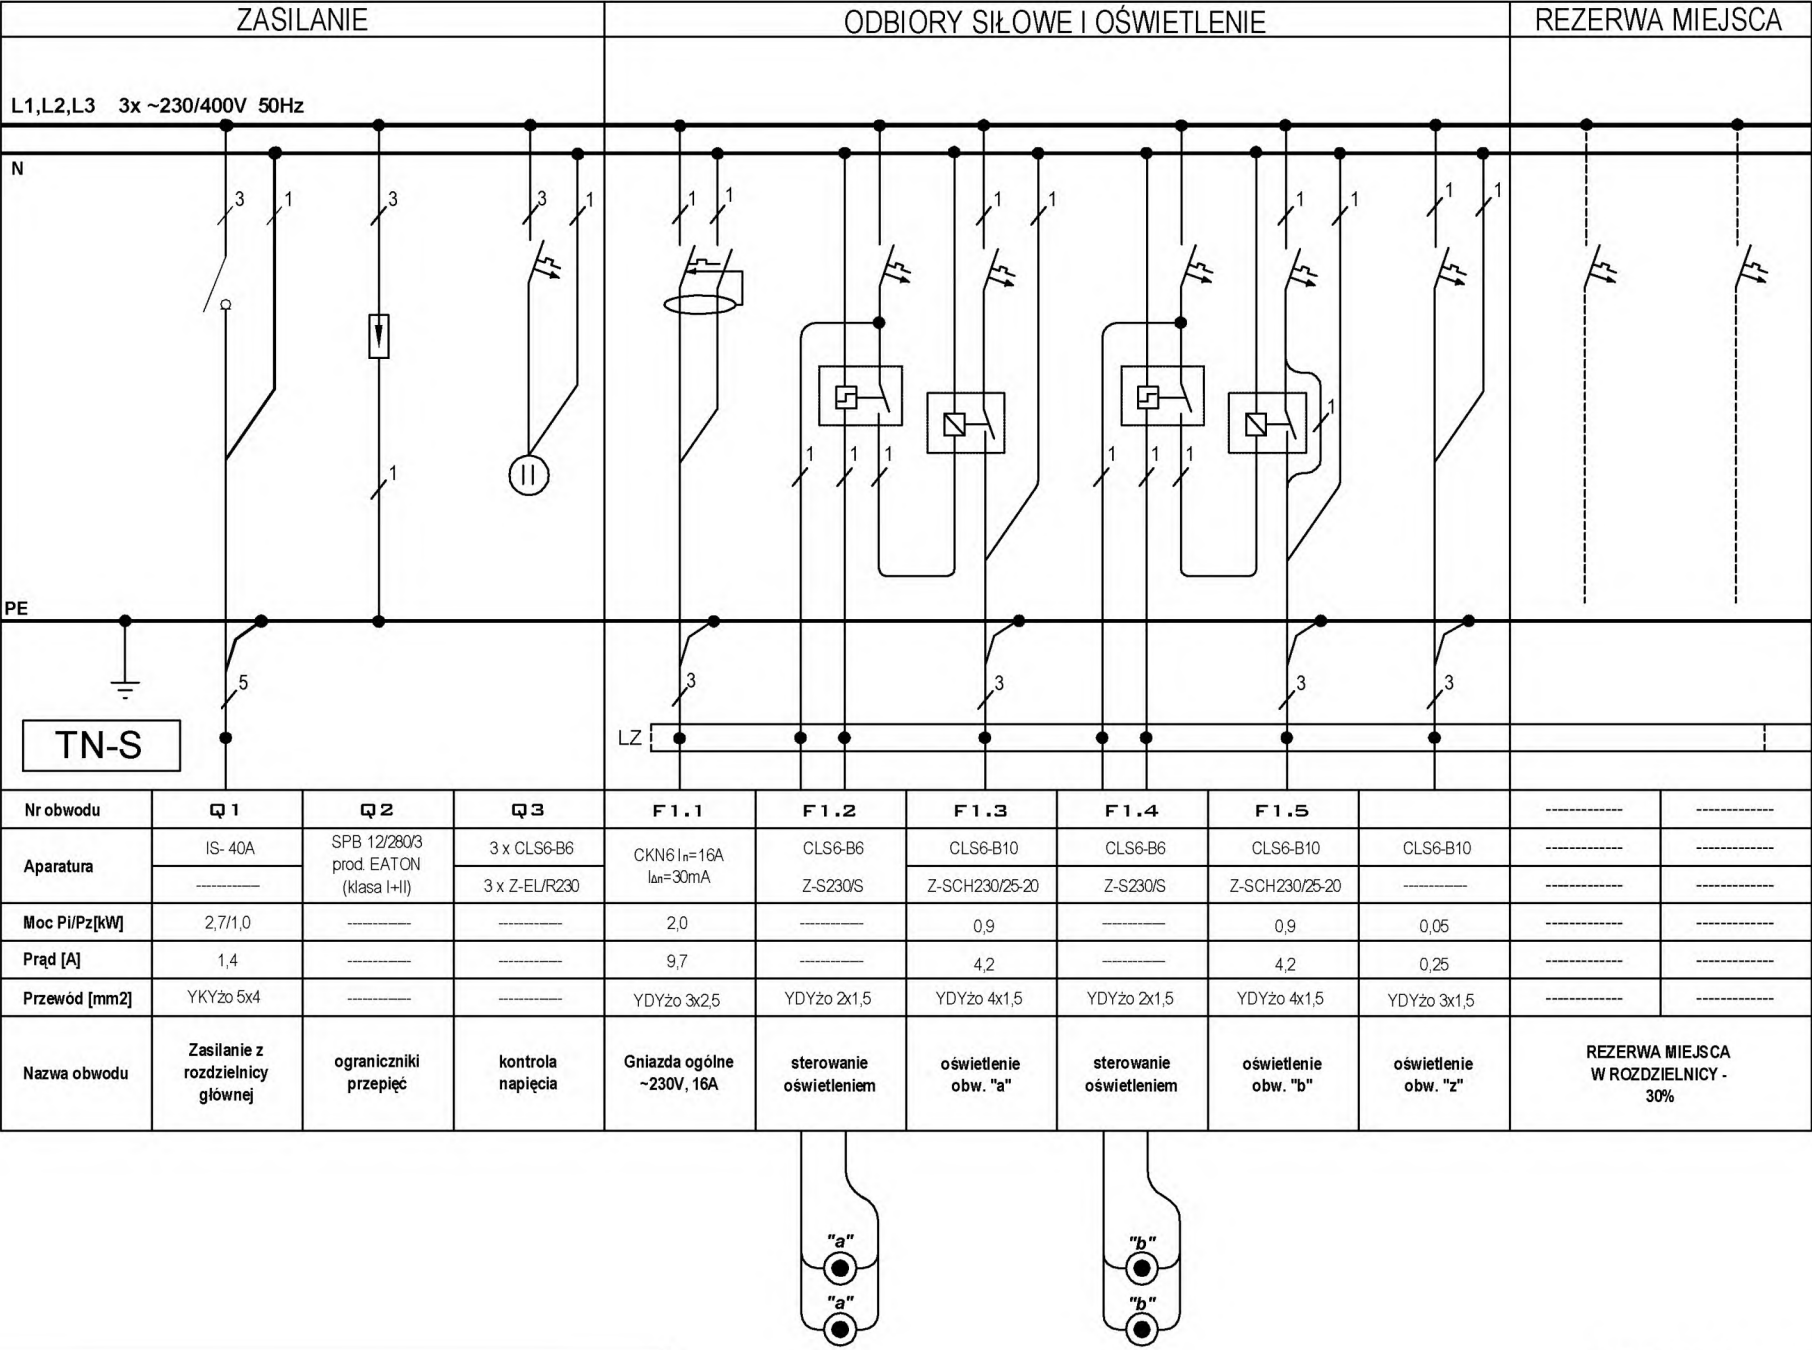 ZASILANIE
ODBIORY SIŁOWE I OŚWIETLENIE
REZERWA MIEJSCA
L1,L2,L3 3x ~230/400V 50Hz
N
3 1 3 3 1 1 1 1 1 1 1 1 1
1
1
1 1 1 1 1 1
PE
5 3 3 3 3
TN-S
LZ
Nr obwodu Q1 Q2 Q3 F1.1 F1.2 F1.3 F1.4 F1.5 ------------- -------------
Aparatura
IS- 40A
-------------
SPB 12/280/3
prod. EATON
(klasa I+II)
3 x CLS6-B6
3 x Z-EL/R230
CKN6 In=16A
IΔn=30mA
CLS6-B6
Z-S230/S
CLS6-B10
Z-SCH230/25-20
CLS6-B6
Z-S230/S
CLS6-B10
Z-SCH230/25-20
CLS6-B10
-------------
------------- -------------
------------- -------------
Moc Pi/Pz[kW] 2,7/1,0 ------------- ------------- 2,0 ------------- 0,9 ------------- 0,9 0,05 ------------- -------------
Prąd [A] 1,4 ------------- ------------- 9,7 ------------- 4,2 ------------- 4,2 0,25 ------------- -------------
Przewód [mm2] YKYżo 5x4 ------------- ------------- YDYżo 3x2,5 YDYżo 2x1,5 YDYżo 4x1,5 YDYżo 2x1,5 YDYżo 4x1,5 YDYżo 3x1,5 ------------- -------------
Nazwa obwodu
Zasilanie z
rozdzielnicy
głównej
ograniczniki
przepięć
kontrola
napięcia
Gniazda ogólne
~230V, 16A
sterowanie
oświetleniem
oświetlenie
obw. "a"
sterowanie
oświetleniem
oświetlenie
obw. "b"
oświetlenie
obw. "z"
REZERWA MIEJSCA
W ROZDZIELNICY -
30%
"a" "b"
"a" "b"